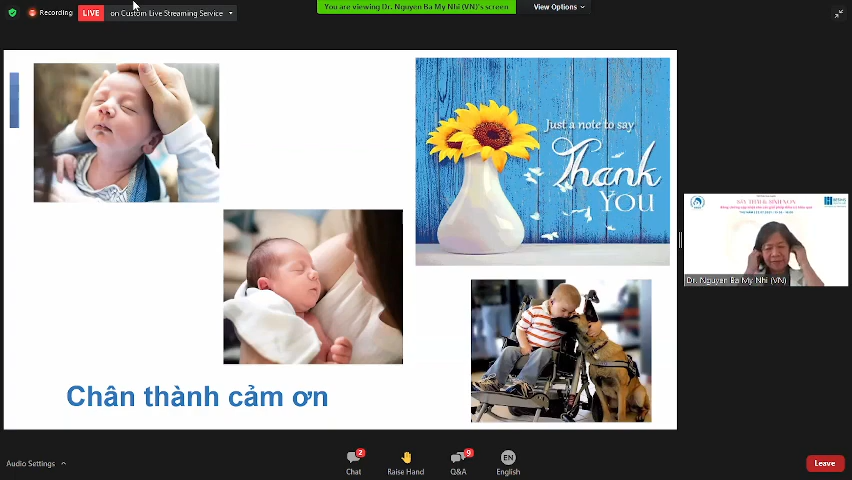 Recording
LIVE
on Custom Live Streaming Service
You are viewing Dr. Nguyen Ba My Nhi (VN)'s screen
View Options
Just a note to say
Thank
YOU
Dr. Nguyen Ba My Nhi (VN)
Chân thành cảm ơn
Audio Settings
2
Chat
Raise Hand
9
Q&A
EN
English
Leave